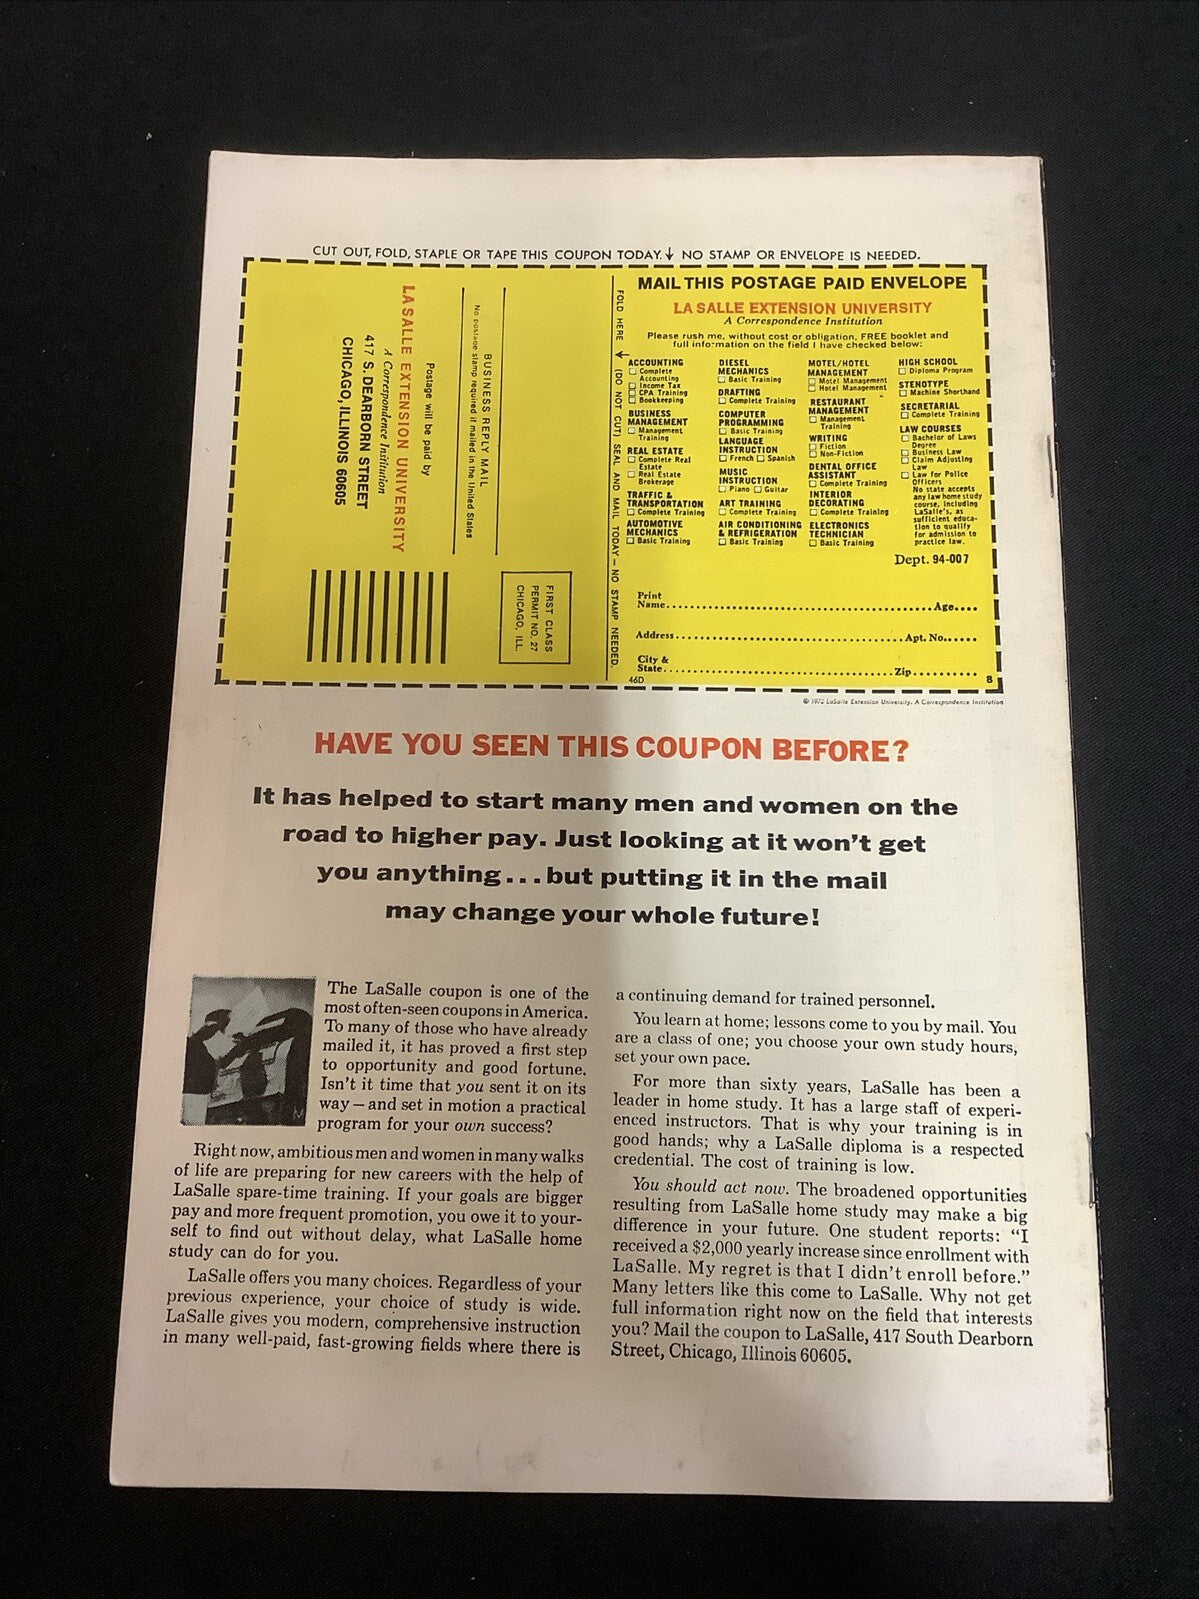 CUT OUT, FOLD, STAPLE OR TAPE THIS COUPON TODAY. ↓ NO STAMP OR ENVELOPE IS NEEDED.
BUSINESS REPLY MAIL
No postage stamp required if mailed in the United States
Postage will be paid by
LA SALLE EXTENSION UNIVERSITY
A Correspondence Institution
417 S. DEARBORN STREET
CHICAGO, ILLINOIS 60605
FIRST CLASS
PERMIT NO. 27
CHICAGO, ILL.
FOLD HERE ↓ (DO NOT CUT) SEAL AND MAIL TODAY — NO STAMP NEEDED.
MAIL THIS POSTAGE PAID ENVELOPE
LA SALLE EXTENSION UNIVERSITY
A Correspondence Institution
Please rush me, without cost or obligation, FREE booklet and
full information on the field I have checked below:
ACCOUNTING
☐ Complete
Accounting
☐ Income Tax
☐ CPA Training
☐ Bookkeeping
BUSINESS
MANAGEMENT
☐ Management
Training
REAL ESTATE
☐ Complete Real
Estate
☐ Real Estate
Brokerage
TRAFFIC &
TRANSPORTATION
☐ Complete Training
AUTOMOTIVE
MECHANICS
☐ Basic Training
DIESEL
MECHANICS
☐ Basic Training
DRAFTING
☐ Complete Training
COMPUTER
PROGRAMMING
☐ Basic Training
LANGUAGE
INSTRUCTION
☐ French ☐ Spanish
MUSIC
INSTRUCTION
☐ Piano ☐ Guitar
ART TRAINING
☐ Complete Training
AIR CONDITIONING
& REFRIGERATION
☐ Basic Training
MOTEL/HOTEL
MANAGEMENT
☐ Motel Management
☐ Hotel Management
RESTAURANT
MANAGEMENT
☐ Management
Training
WRITING
☐ Fiction
☐ Non-Fiction
DENTAL OFFICE
ASSISTANT
☐ Complete Training
INTERIOR
DECORATING
☐ Complete Training
ELECTRONICS
TECHNICIAN
☐ Basic Training
HIGH SCHOOL
☐ Diploma Program
STENOTYPE
☐ Machine Shorthand
SECRETARIAL
☐ Complete Training
LAW COURSES
☐ Bachelor of Laws
Degree
☐ Business Law
☐ Claim Adjusting
Law
☐ Law for Police
Officers
No state accepts
any law home study
course, including
LaSalle's, as
sufficient educa-
tion to qualify
for admission to
practice law.
Dept. 94-007
Print
Name..........Age....
Address..........Apt. No......
City &
State..........Zip..........
46D 8
© 1972 LaSalle Extension University. A Correspondence Institution
HAVE YOU SEEN THIS COUPON BEFORE?
It has helped to start many men and women on the
road to higher pay. Just looking at it won't get
you anything...but putting it in the mail
may change your whole future!
The LaSalle coupon is one of the
most often-seen coupons in America.
To many of those who have already
mailed it, it has proved a first step
to opportunity and good fortune.
Isn't it time that you sent it on its
way—and set in motion a practical
program for your own success?
Right now, ambitious men and women in many walks
of life are preparing for new careers with the help of
LaSalle spare-time training. If your goals are bigger
pay and more frequent promotion, you owe it to your-
self to find out without delay, what LaSalle home
study can do for you.
LaSalle offers you many choices. Regardless of your
previous experience, your choice of study is wide.
LaSalle gives you modern, comprehensive instruction
in many well-paid, fast-growing fields where there is
a continuing demand for trained personnel.
You learn at home; lessons come to you by mail. You
are a class of one; you choose your own study hours,
set your own pace.
For more than sixty years, LaSalle has been a
leader in home study. It has a large staff of experi-
enced instructors. That is why your training is in
good hands; why a LaSalle diploma is a respected
credential. The cost of training is low.
You should act now. The broadened opportunities
resulting from LaSalle home study may make a big
difference in your future. One student reports: "I
received a $2,000 yearly increase since enrollment with
LaSalle. My regret is that I didn't enroll before."
Many letters like this come to LaSalle. Why not get
full information right now on the field that interests
you? Mail the coupon to LaSalle, 417 South Dearborn
Street, Chicago, Illinois 60605.